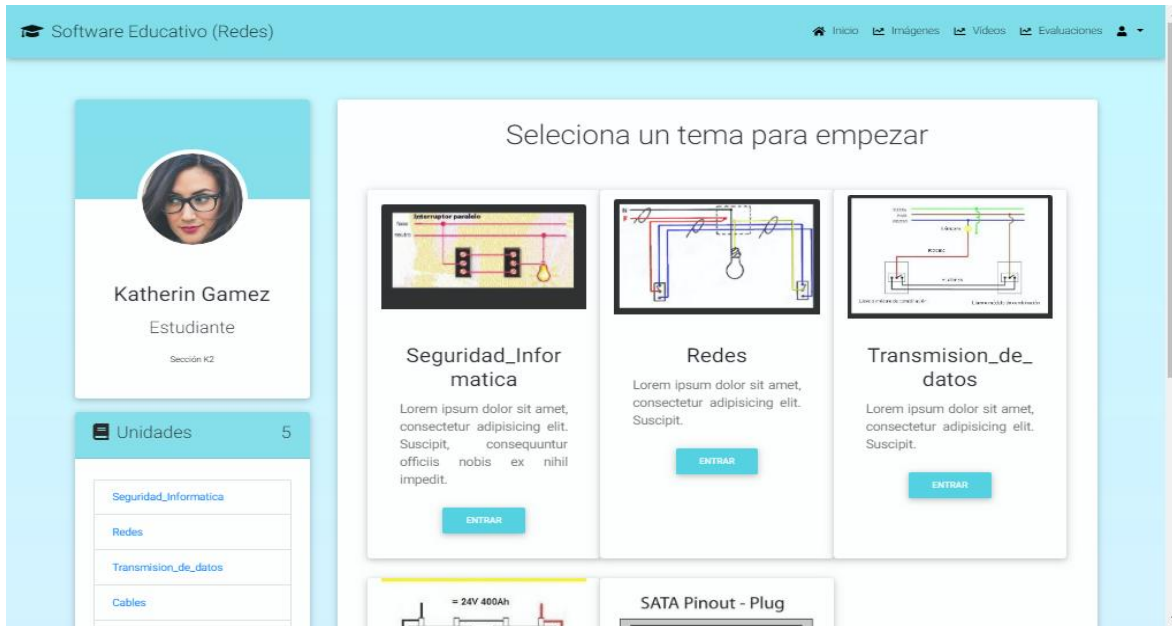 Software Educativo (Redes)
Inicio Imágenes Vídeos Evaluaciones
Katherin Gamez
Estudiante
Sección K2
Unidades 5
Seguridad_Informatica
Redes
Transmision_de_datos
Cables
Seleciona un tema para empezar
Interruptor paralelo
Seguridad_Infor
matica
Lorem ipsum dolor sit amet,
consectetur adipisicing elit.
Suscipit, consequuntur
officiis nobis ex nihil
impedit.
ENTRAR
N
F
Redes
Lorem ipsum dolor sit amet,
consectetur adipisicing elit.
Suscipit.
ENTRAR
Transmision_de_
datos
Lorem ipsum dolor sit amet,
consectetur adipisicing elit.
Suscipit.
ENTRAR
= 24V 400Ah
SATA Pinout - Plug